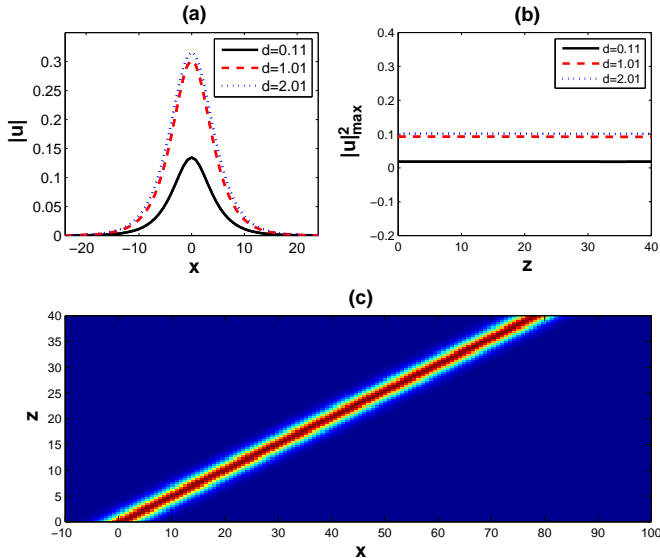 (a)
|u|
0.3
0.25
0.2
0.15
0.1
0.05
0
−20 −10 0 10 20
x
d=0.11
d=1.01
d=2.01
(b)
|u|²max
0.4
0.3
0.2
0.1
0
−0.1
−0.2
0 10 20 30 40
z
d=0.11
d=1.01
d=2.01
(c)
z
40
35
30
25
20
15
10
5
0
−10 0 10 20 30 40 50 60 70 80 90 100
x